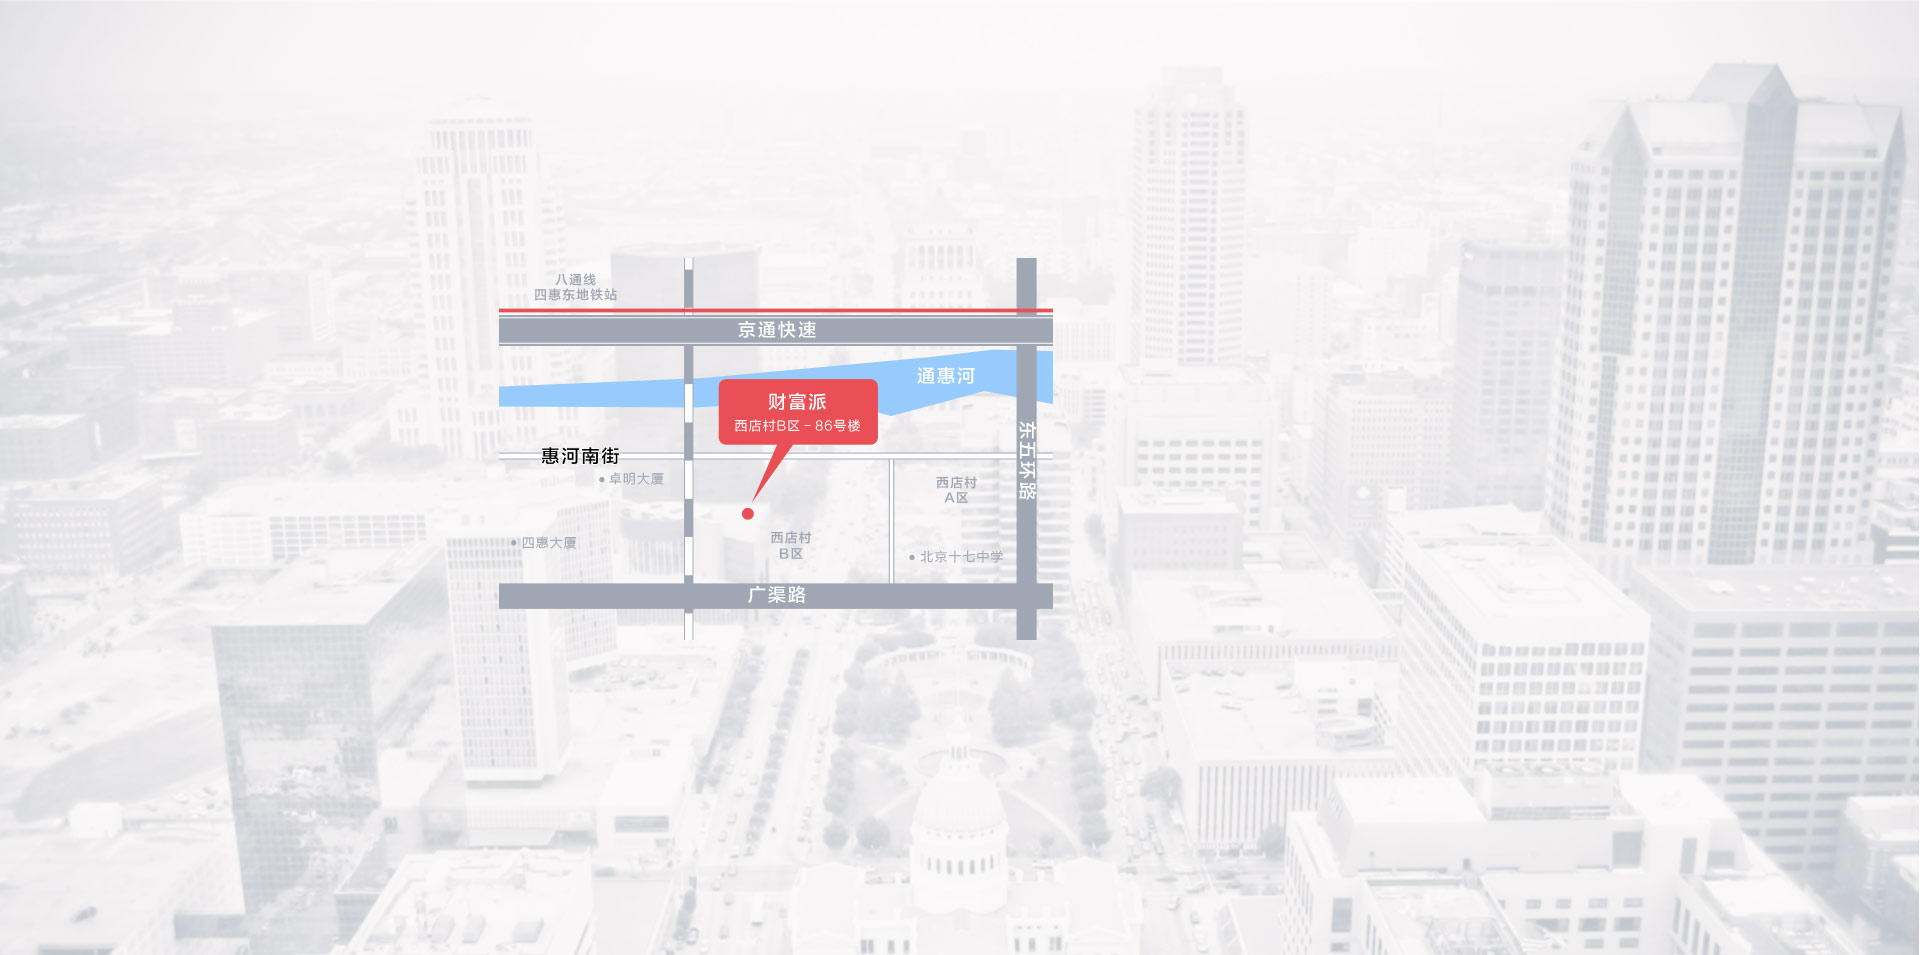 八通线
四惠东地铁站
京通快速
通惠河
财富派
西店村B区－86号楼
东五环路
惠河南街
卓明大厦
西店村
A区
四惠大厦
西店村
B区
北京十七中学
广渠路